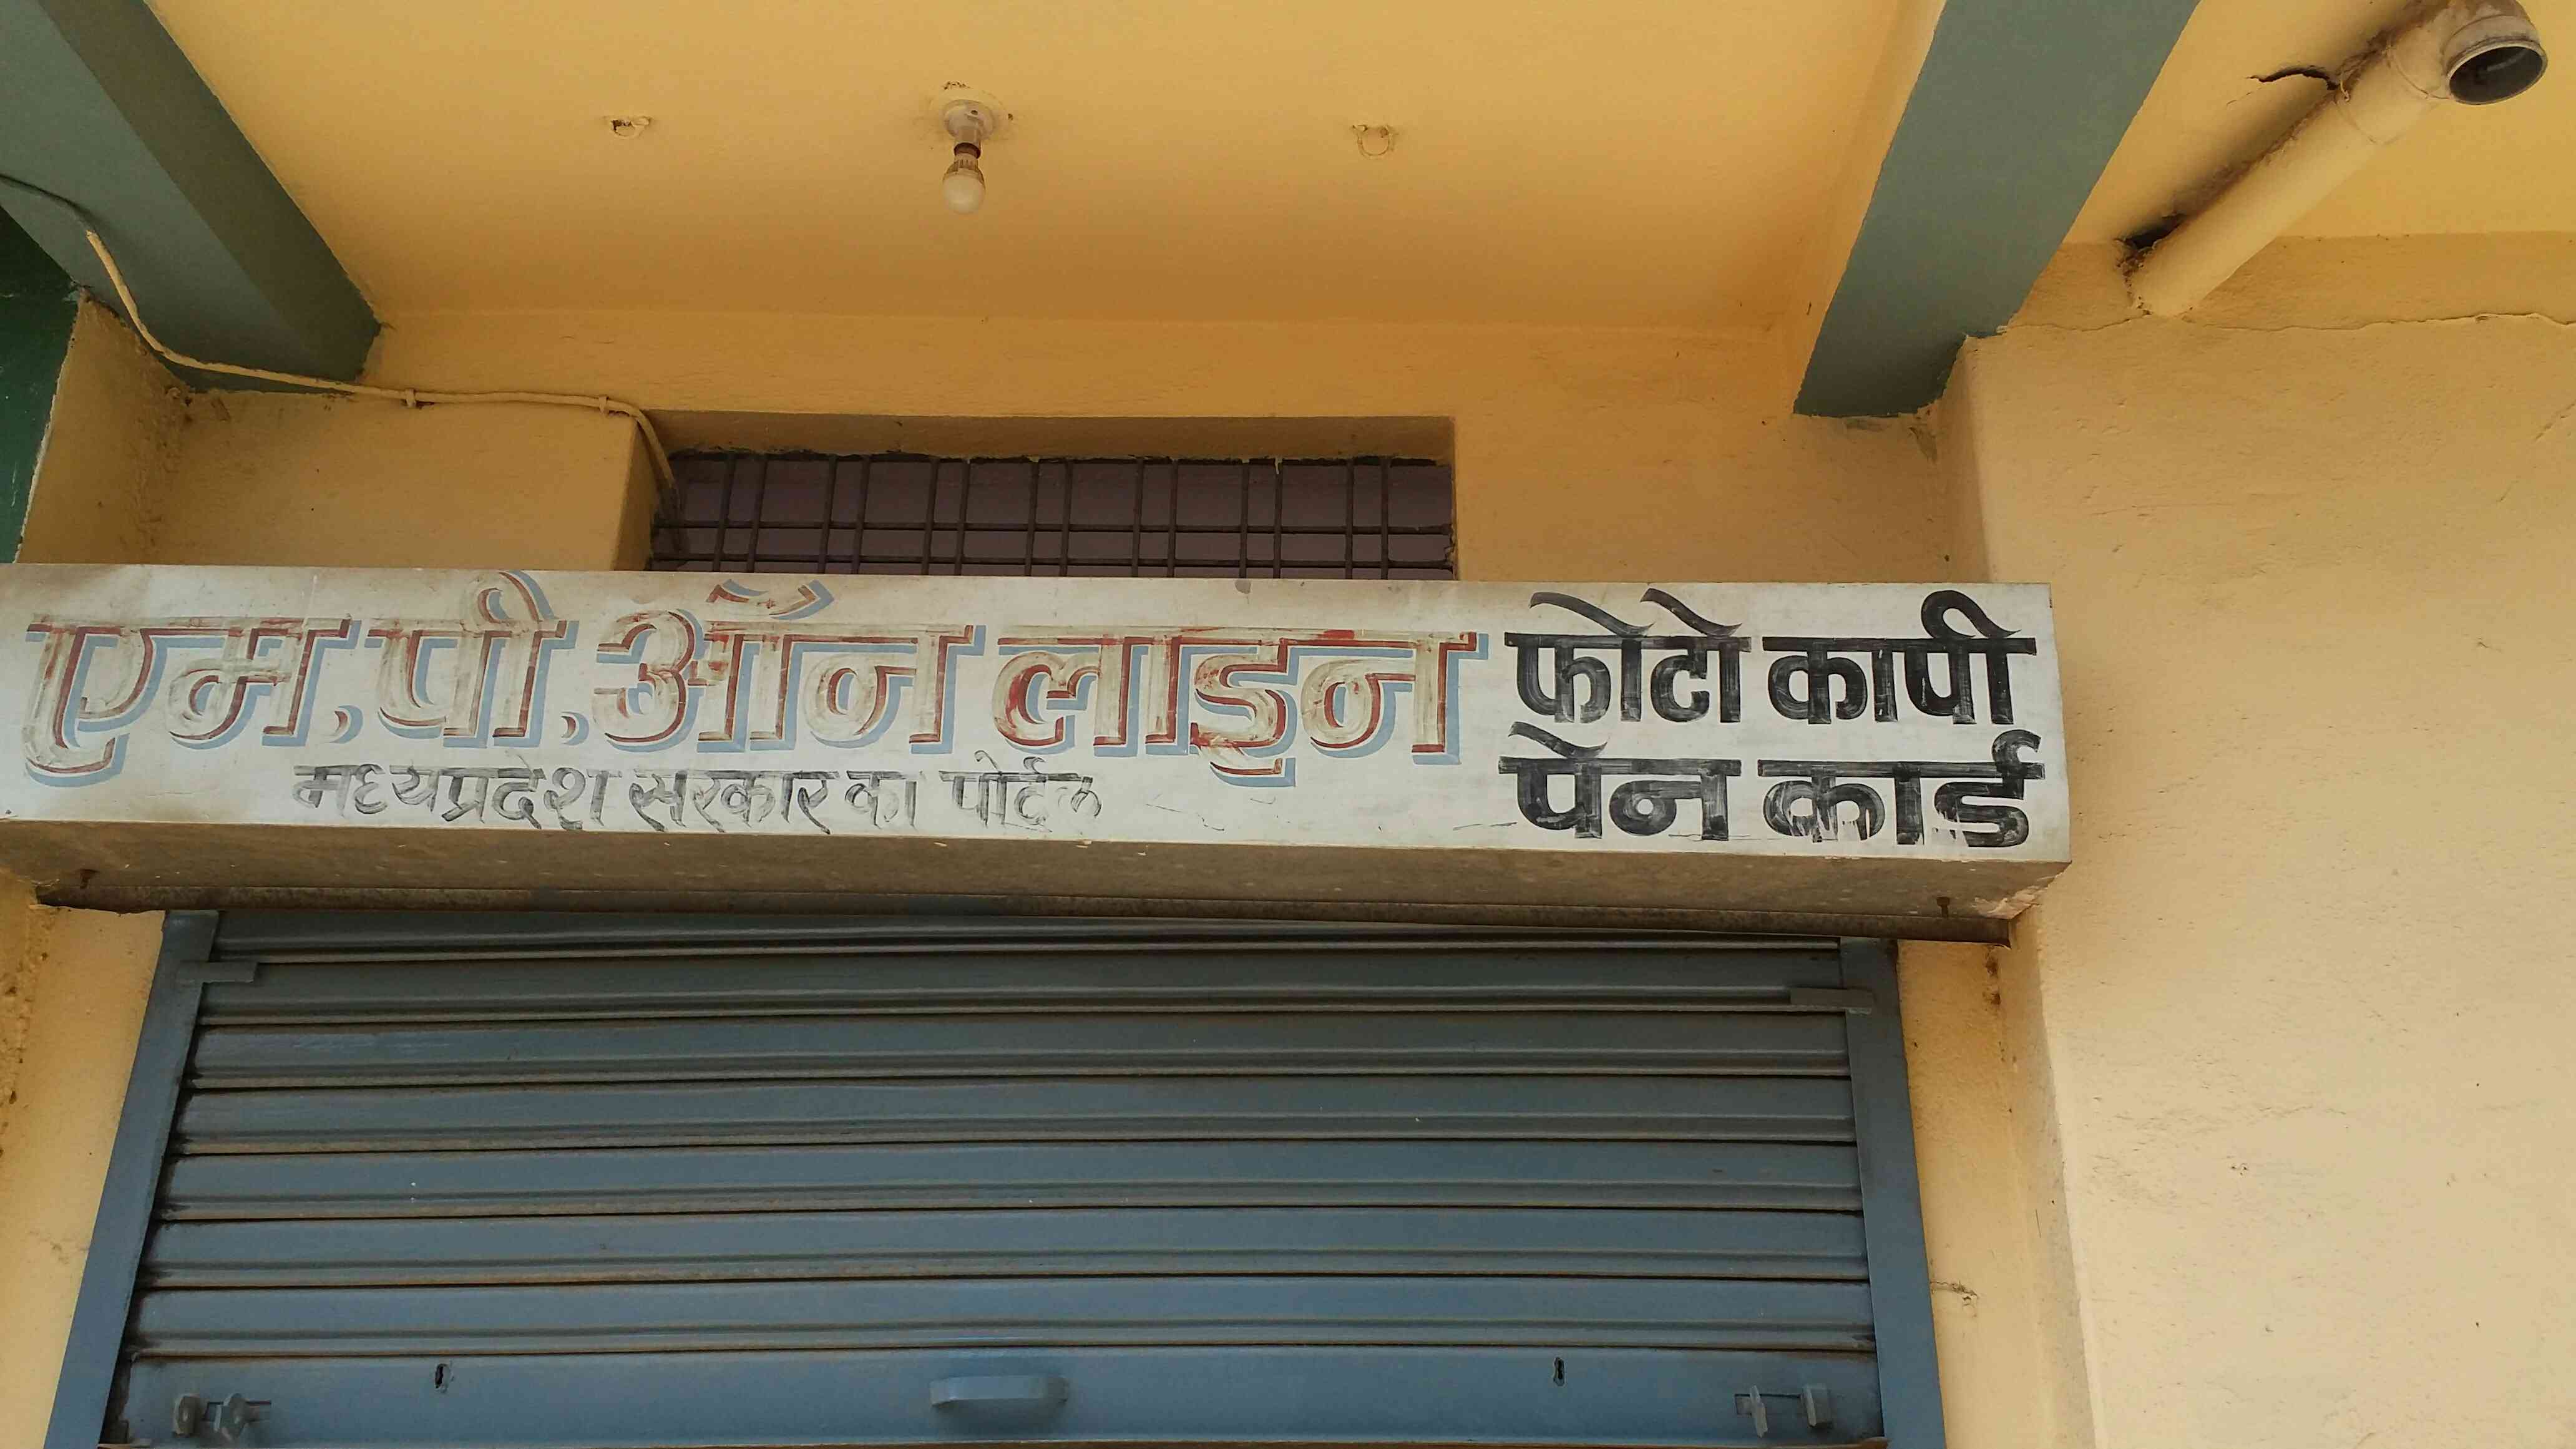 एम.पी.ऑन लाइन
मध्यप्रदेश सरकार का पोर्टल
फोटो कापी
पेन कार्ड